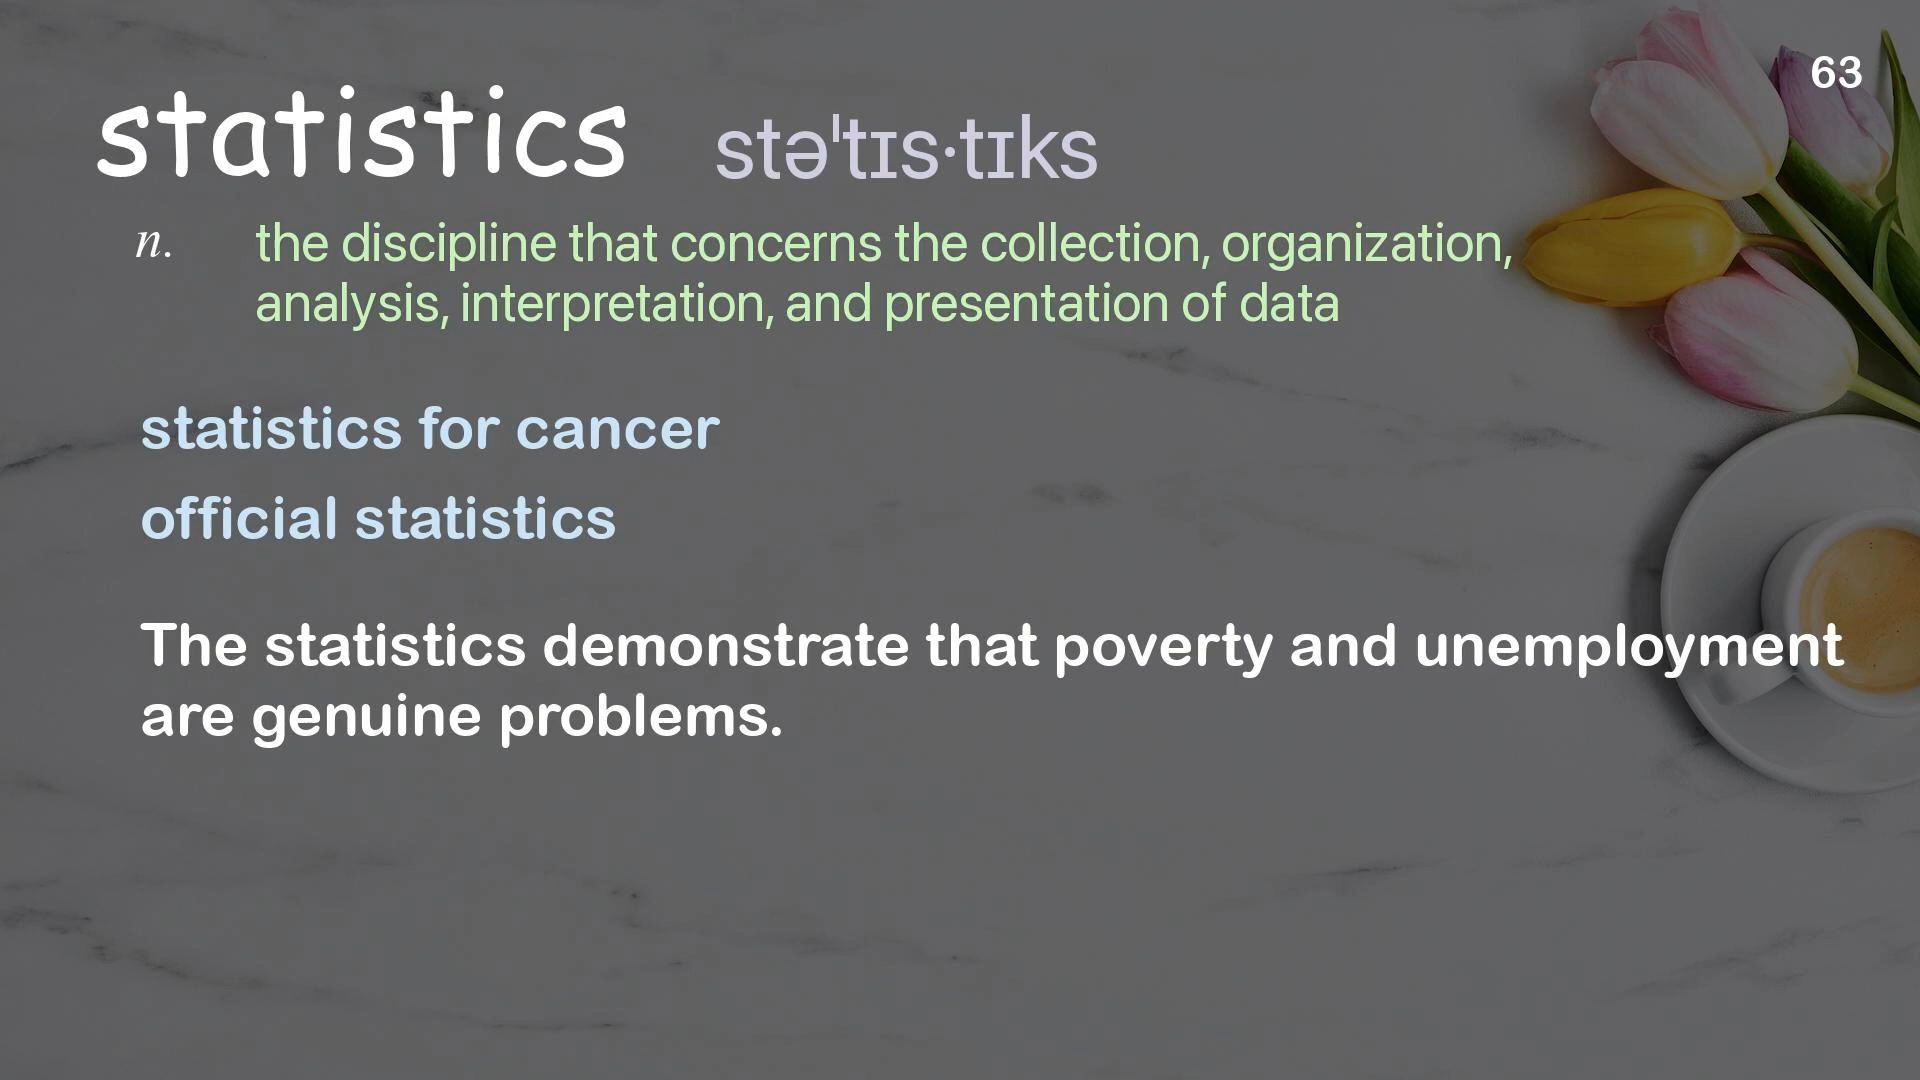 63
statistics stəˈtɪs·tɪks
n. the discipline that concerns the collection, organization,
analysis, interpretation, and presentation of data
statistics for cancer
official statistics
The statistics demonstrate that poverty and unemployment
are genuine problems.